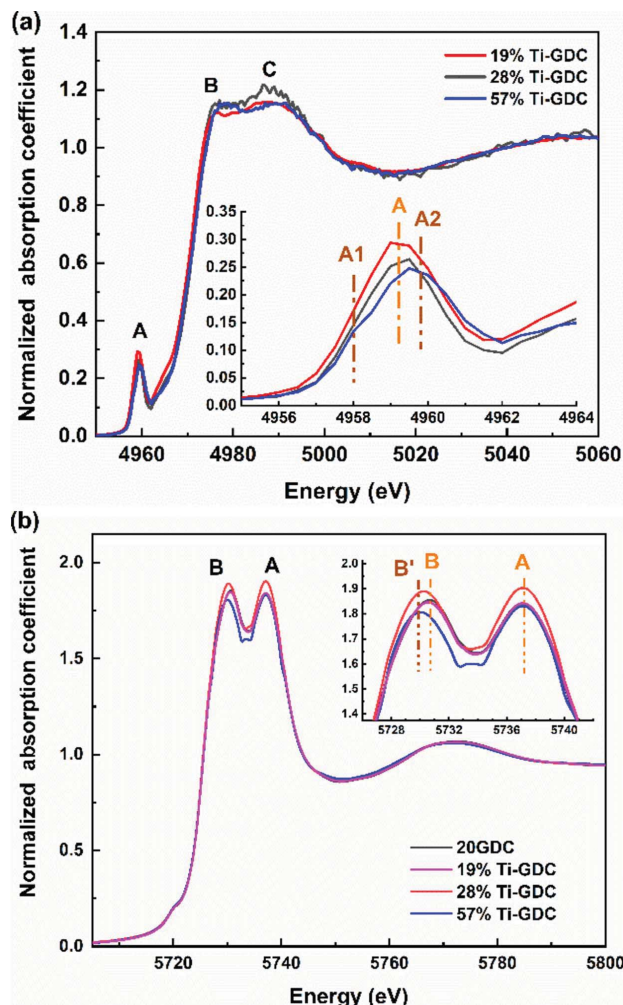 (a)
Normalized absorption coefficient
1.4
1.2
1.0
0.8
0.6
0.4
0.2
0.0
B
C
A
19% Ti-GDC
28% Ti-GDC
57% Ti-GDC
0.35
0.30
0.25
0.20
0.15
0.10
0.05
0.00
A1
A
A2
4956 4958 4960 4962 4964
4960 4980 5000 5020 5040 5060
Energy (eV)
(b)
Normalized absorption coefficient
2.0
1.5
1.0
0.5
0.0
B
A
1.9
1.8
1.7
1.6
1.5
1.4
B'
B
A
5728 5732 5736 5740
20GDC
19% Ti-GDC
28% Ti-GDC
57% Ti-GDC
5720 5740 5760 5780 5800
Energy (eV)